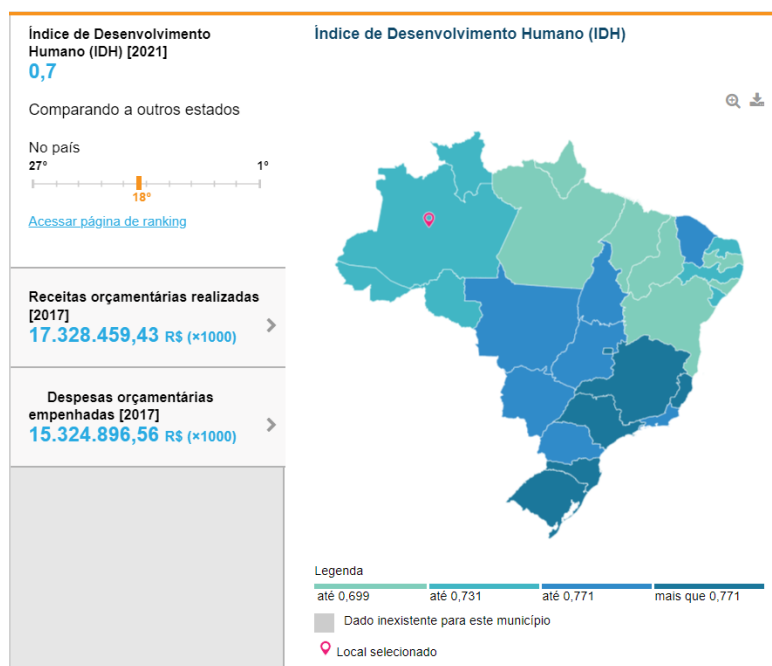 Índice de Desenvolvimento
Humano (IDH) [2021]
0,7
Comparando a outros estados
No país
27º 1º
18º
Acessar página de ranking
Receitas orçamentárias realizadas
[2017]
17.328.459,43 R$ (×1000)
Despesas orçamentárias
empenhadas [2017]
15.324.896,56 R$ (×1000)
Índice de Desenvolvimento Humano (IDH)
Legenda
até 0,699 até 0,731 até 0,771 mais que 0,771
Dado inexistente para este município
Local selecionado